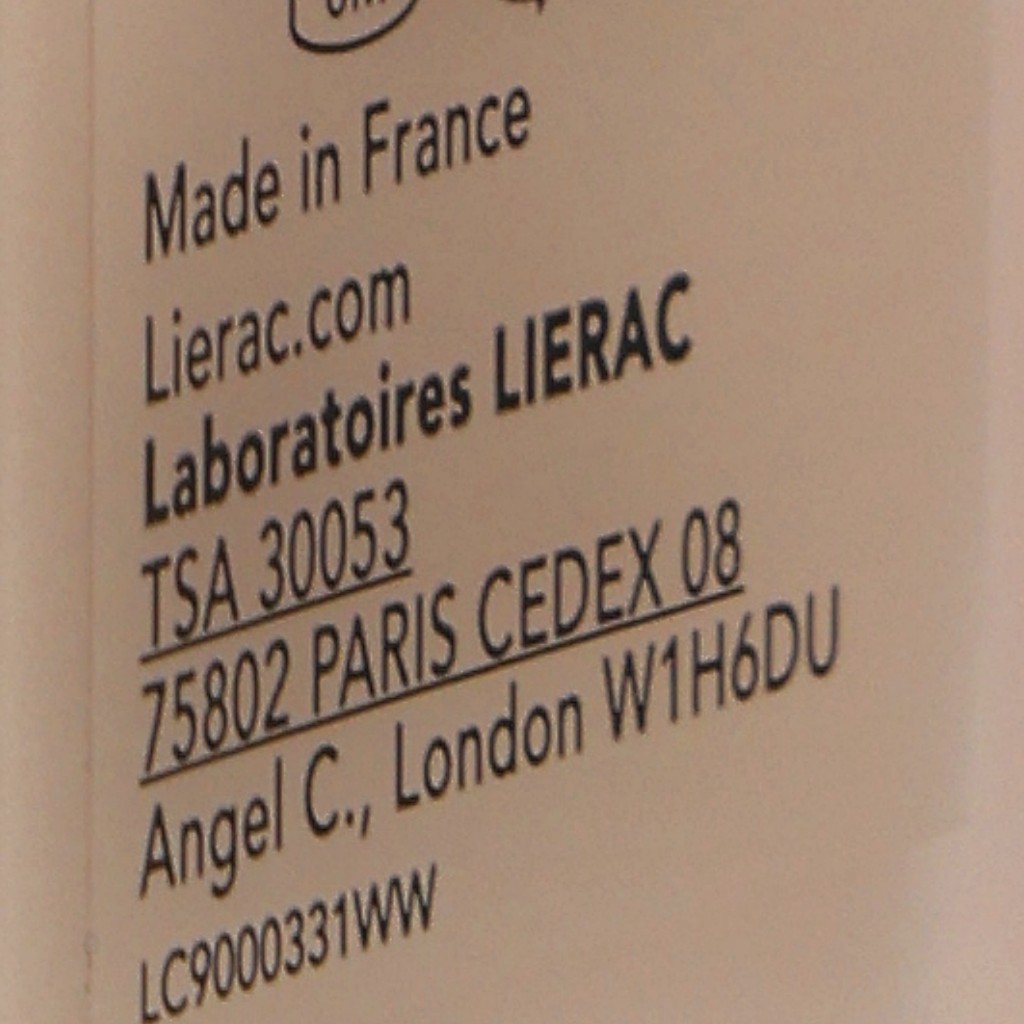 Made in France
Lierac.com
Laboratoires LIERAC
TSA 30053
75802 PARIS CEDEX 08
Angel C., London W1H6DU
LC9000331WW